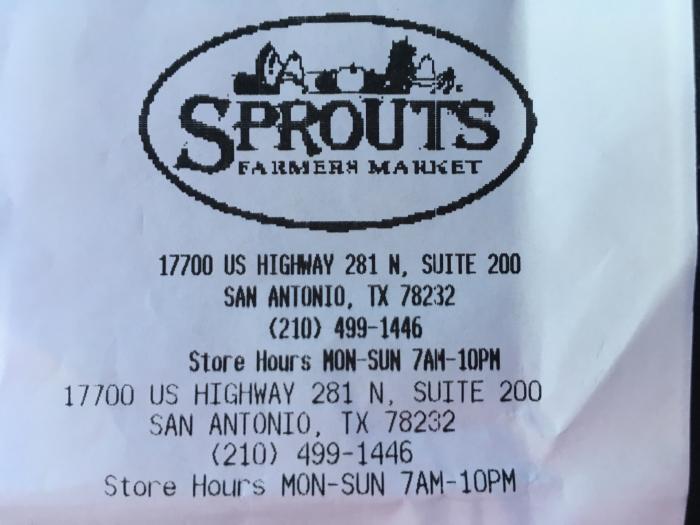 SPROUTS
FARMERS MARKET
17700 US HIGHWAY 281 N, SUITE 200
SAN ANTONIO, TX 78232
(210) 499-1446
Store Hours MON-SUN 7AM-10PM
17700 US HIGHWAY 281 N, SUITE 200
SAN ANTONIO, TX 78232
(210) 499-1446
Store Hours MON-SUN 7AM-10PM